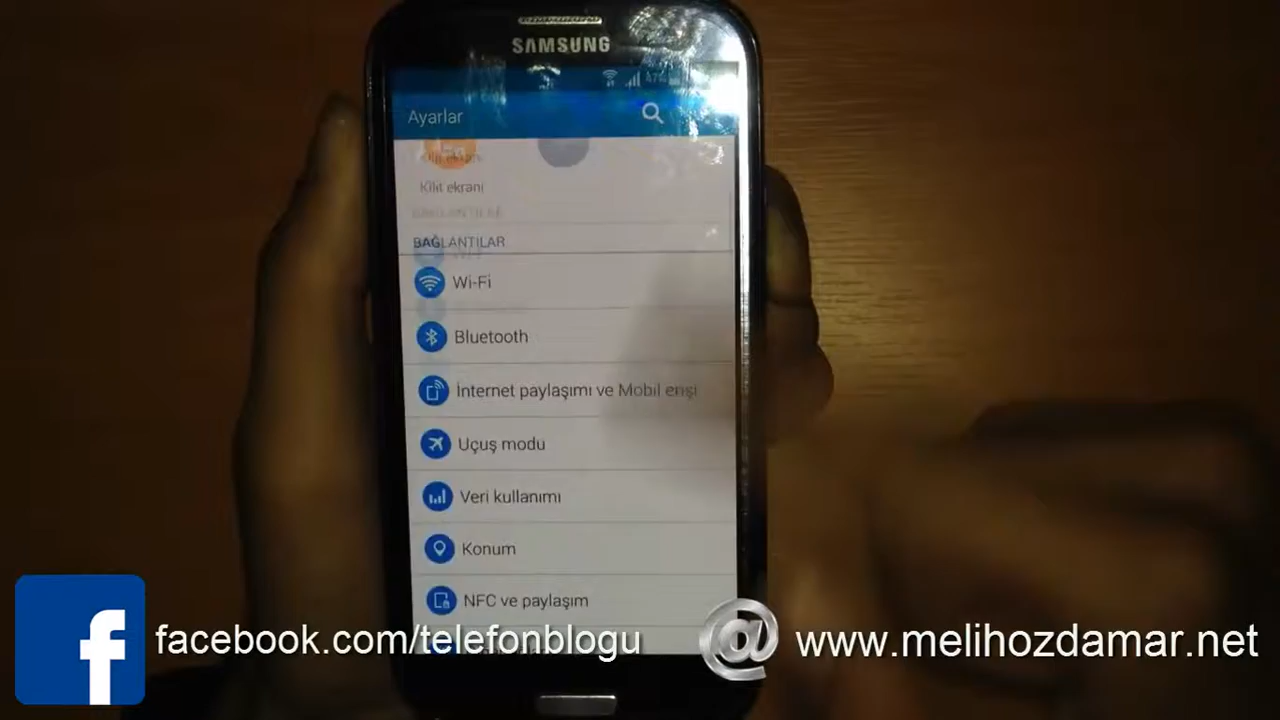 SAMSUNG
47%
Ayarlar
Kilit ekranı
BAĞLANTILAR
Wi-Fi
Bluetooth
İnternet paylaşımı ve Mobil erişi
Uçuş modu
Veri kullanımı
Konum
NFC ve paylaşım
facebook.com/telefonblogu
www.melihozdamar.net